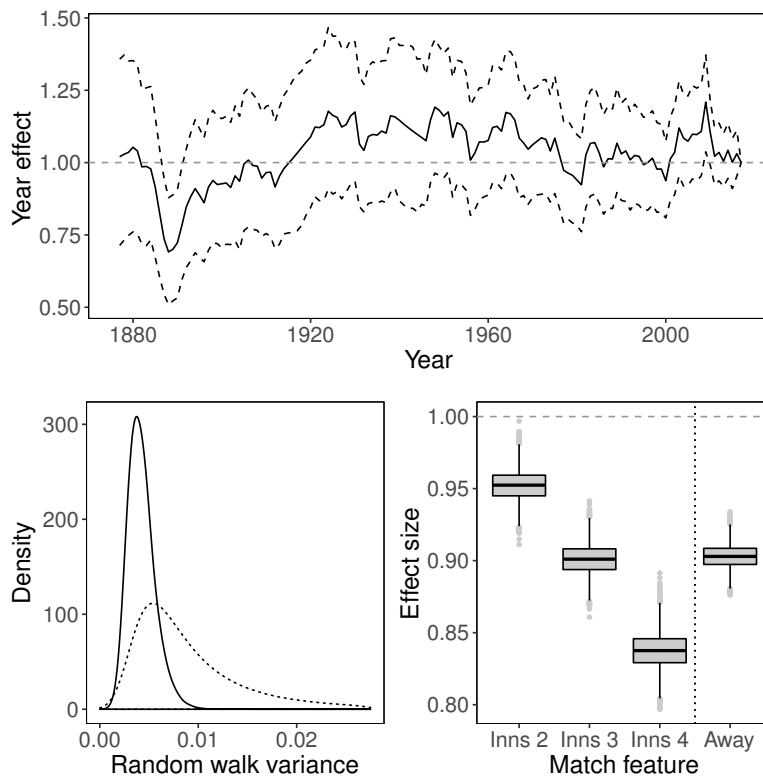 1.50
1.25
1.00
0.75
0.50
Year effect
1880 1920 1960 2000
Year
300
200
100
0
Density
0.00 0.01 0.02
Random walk variance
1.00
0.95
0.90
0.85
0.80
Effect size
Inns 2 Inns 3 Inns 4 Away
Match feature